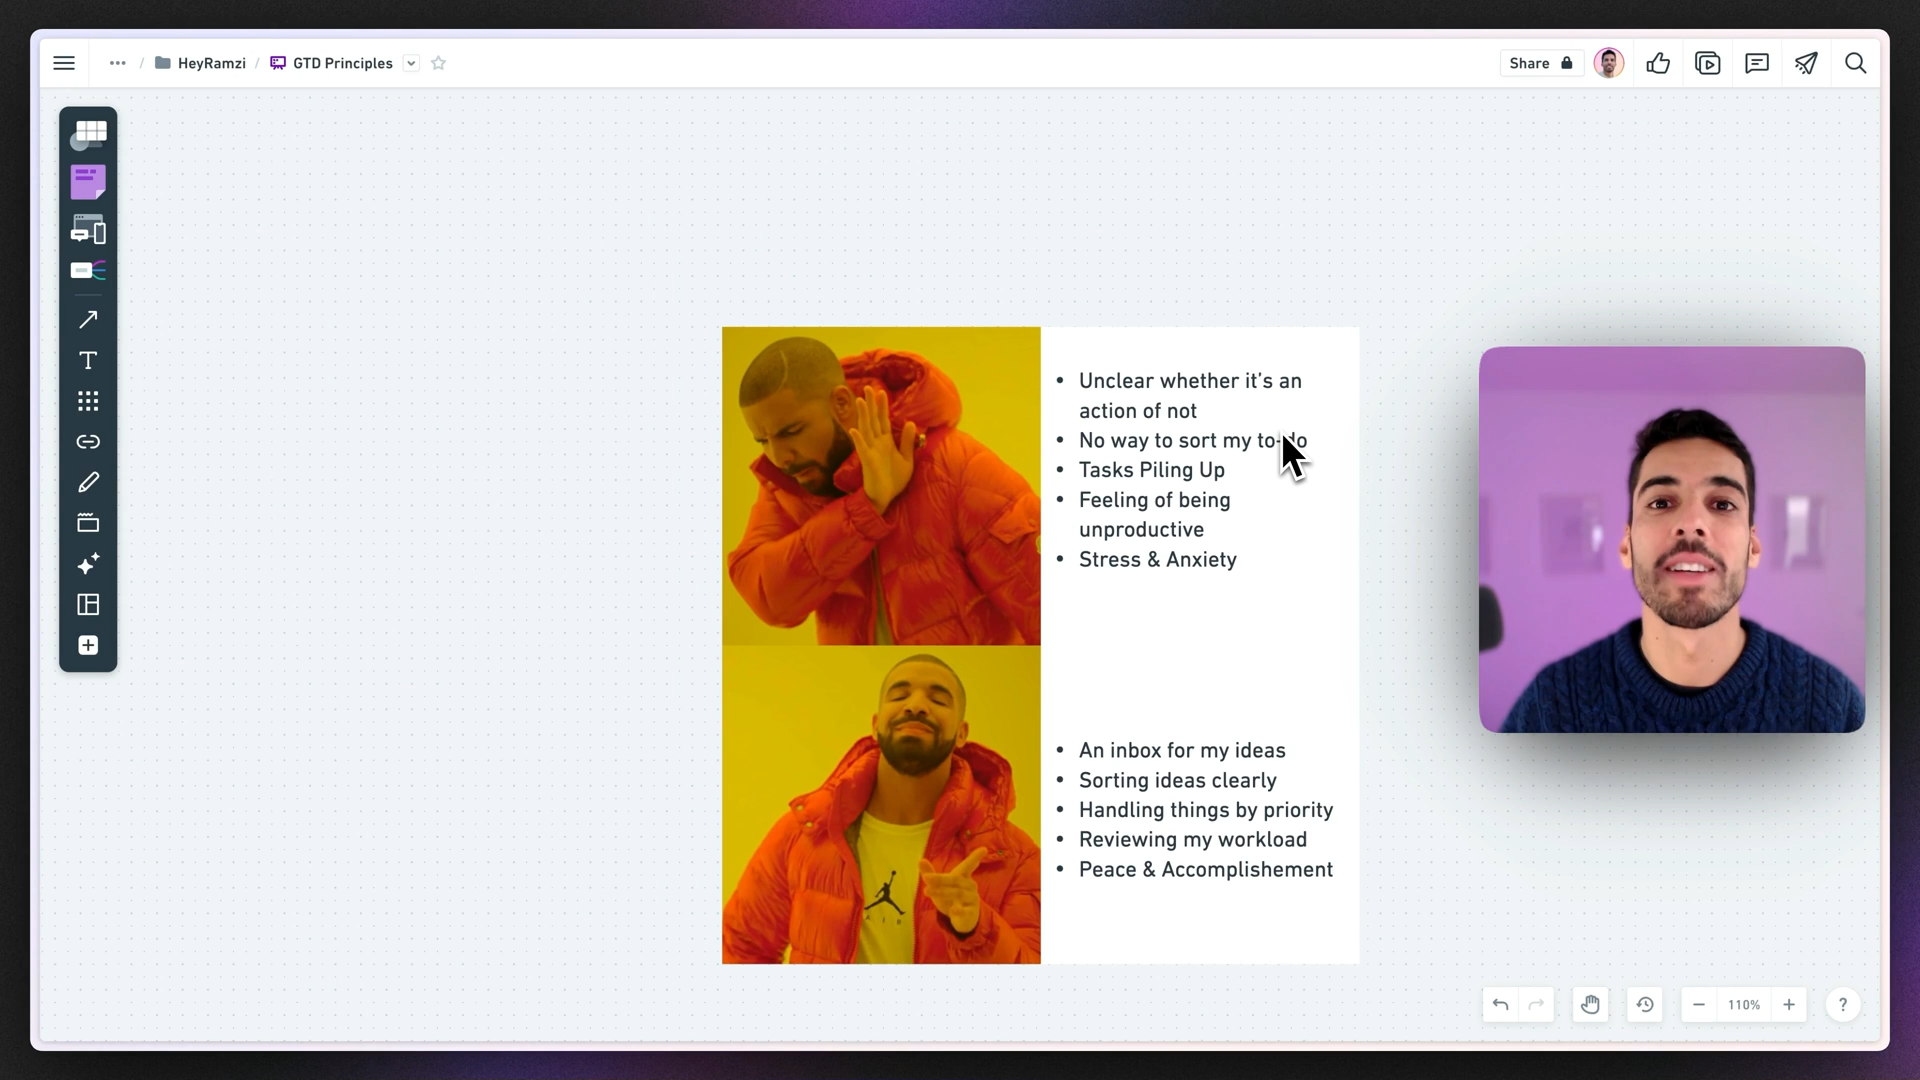 ... / HeyRamzi / GTD Principles
Share
T
• Unclear whether it's an
action of not
• No way to sort my to-do
• Tasks Piling Up
• Feeling of being
unproductive
• Stress & Anxiety
AIR
• An inbox for my ideas
• Sorting ideas clearly
• Handling things by priority
• Reviewing my workload
• Peace & Accomplishement
110%
?